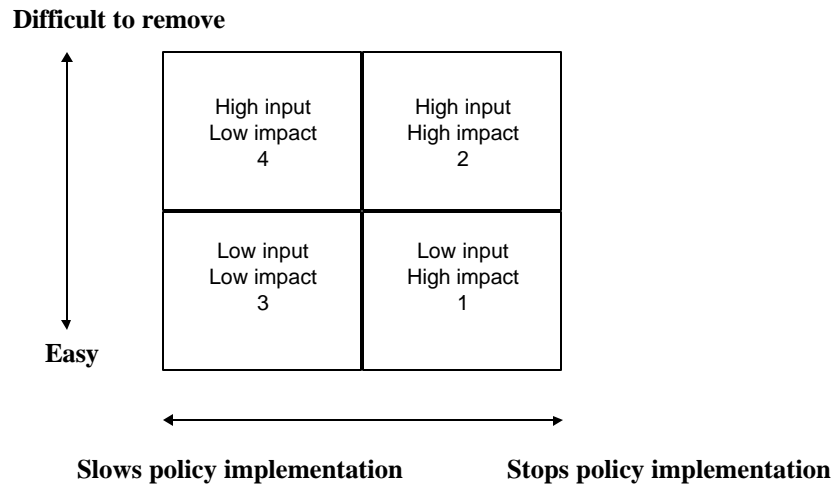 Difficult to remove
High input
Low impact
4
High input
High impact
2
Low input
Low impact
3
Low input
High impact
1
Easy
Slows policy implementation
Stops policy implementation